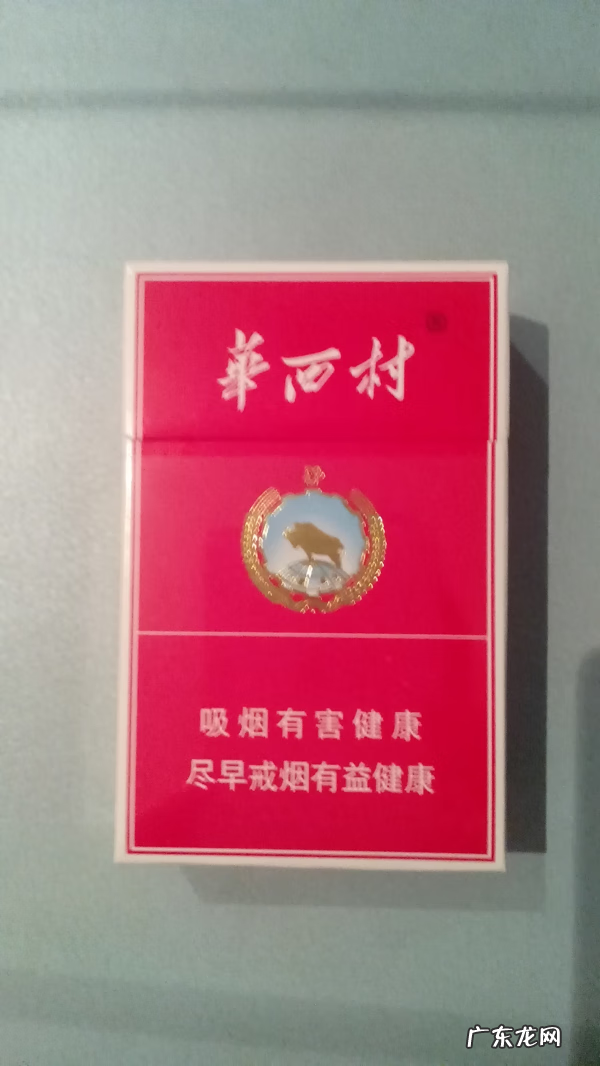 華西村
吸烟有害健康
尽早戒烟有益健康
广东龙网